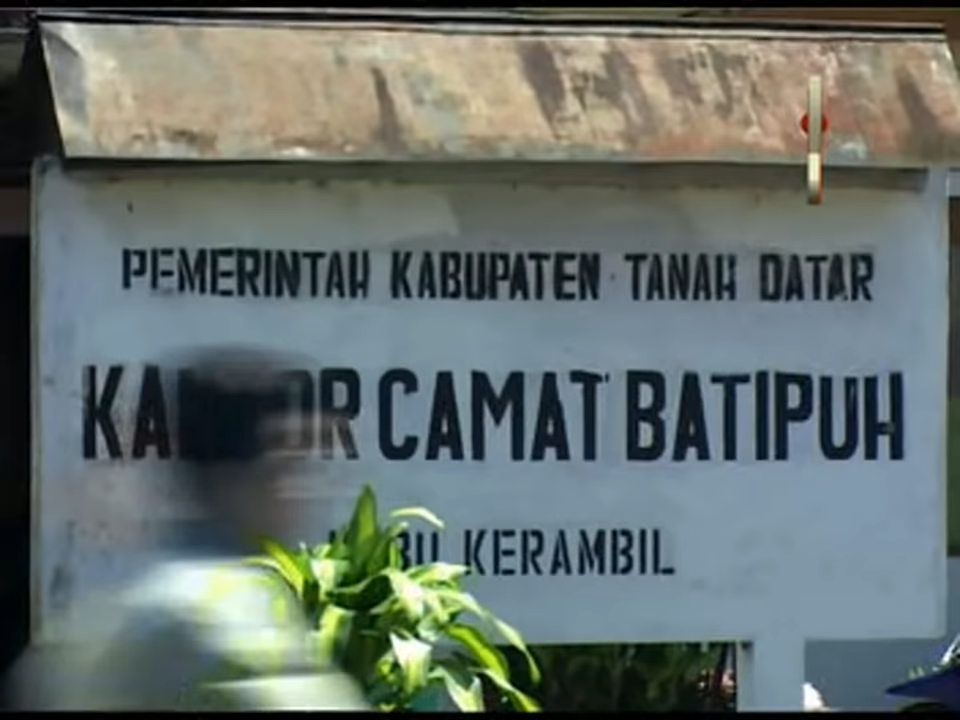 PEMERINTAH KABUPATEN TANAH DATAR
KANTOR CAMAT BATIPUH
KERAMBIL